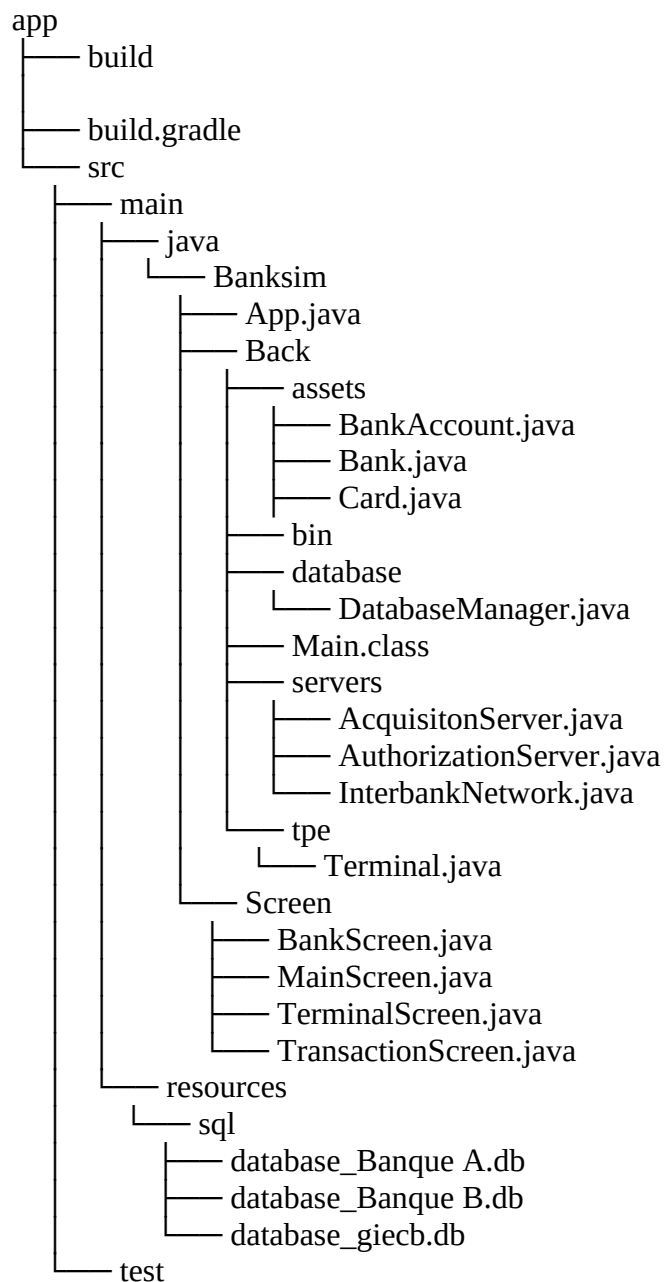 app
build
build.gradle
src
main
java
Banksim
App.java
Back
assets
BankAccount.java
Bank.java
Card.java
bin
database
DatabaseManager.java
Main.class
servers
AcquisitonServer.java
AuthorizationServer.java
InterbankNetwork.java
tpe
Terminal.java
Screen
BankScreen.java
MainScreen.java
TerminalScreen.java
TransactionScreen.java
resources
sql
database_Banque A.db
database_Banque B.db
database_giecb.db
test